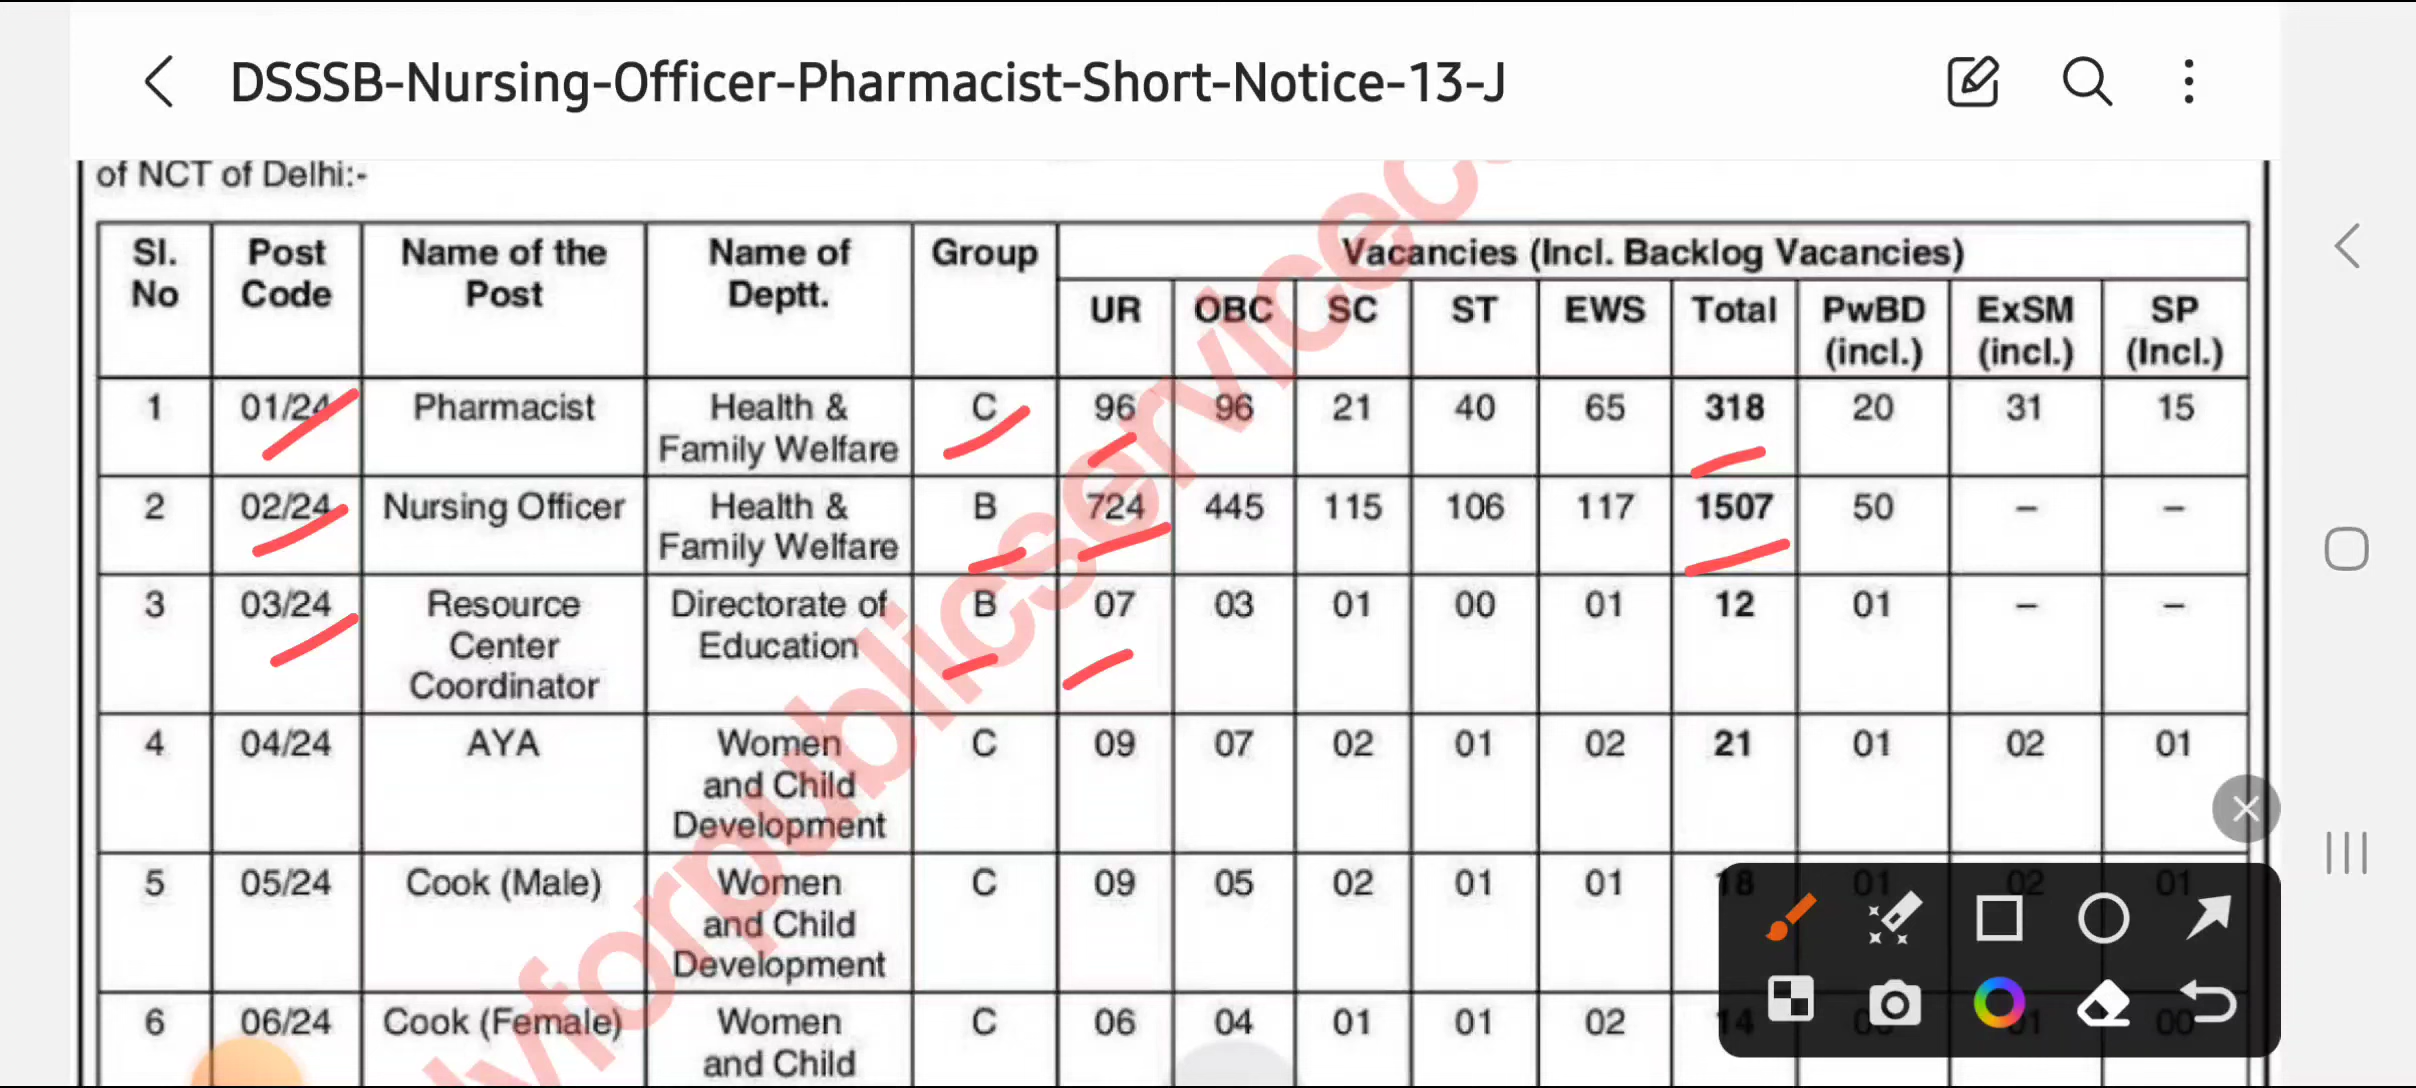 DSSSB-Nursing-Officer-Pharmacist-Short-Notice-13-J
of NCT of Delhi:-
Sl. No Post Code Name of the Post Name of Deptt. Group Vacancies (Incl. Backlog Vacancies)
UR OBC SC ST EWS Total PwBD (incl.) ExSM (incl.) SP (Incl.)
1 01/24 Pharmacist Health & Family Welfare C 96 96 21 40 65 318 20 31 15
2 02/24 Nursing Officer Health & Family Welfare B 724 445 115 106 117 1507 50 – –
3 03/24 Resource Center Coordinator Directorate of Education B 07 03 01 00 01 12 01 – –
4 04/24 AYA Women and Child Development C 09 07 02 01 02 21 01 02 01
5 05/24 Cook (Male) Women and Child Development C 09 05 02 01 01 18 01 02 01
6 06/24 Cook (Female) Women and Child C 06 04 01 01 02 14 01 00
yforpublicservicec